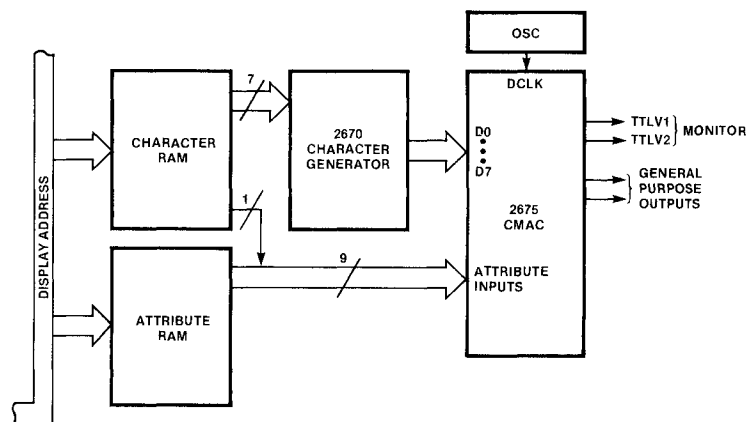 OSC
DCLK
7
CHARACTER
RAM
2670
CHARACTER
GENERATOR
D0
D7
TTLV1
TTLV2
MONITOR
GENERAL
PURPOSE
OUTPUTS
2675
CMAC
1
9
ATTRIBUTE
INPUTS
ATTRIBUTE
RAM
DISPLAY ADDRESS